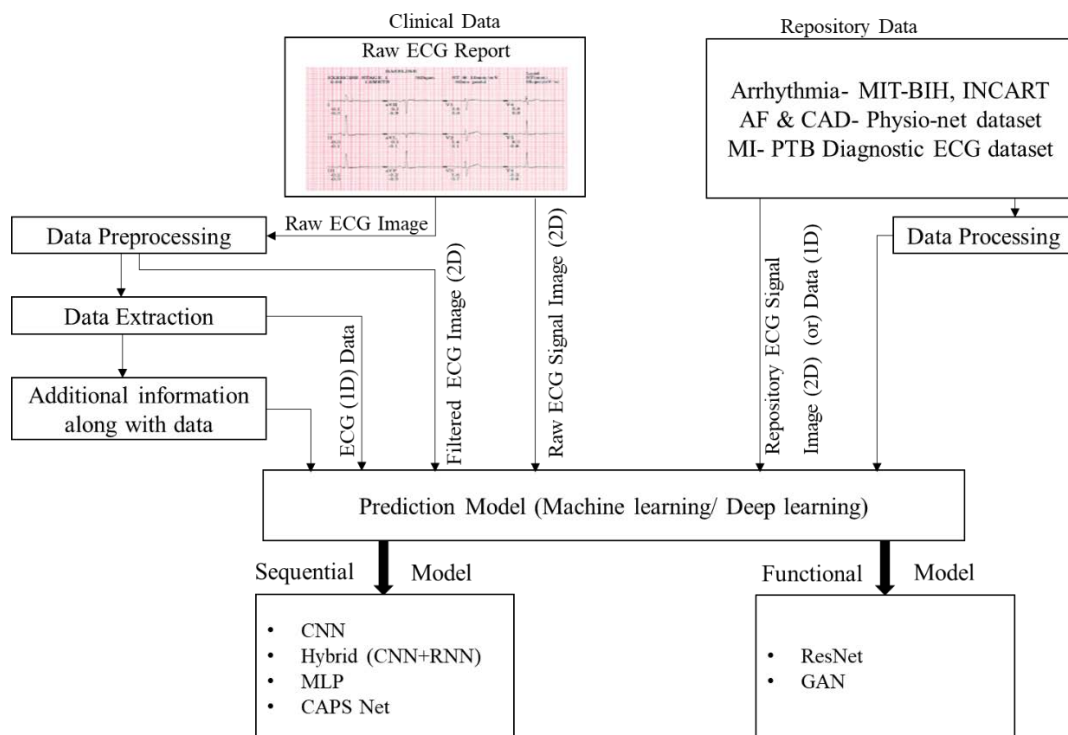 Clinical Data
Raw ECG Report
Repository Data
Arrhythmia- MIT-BIH, INCART
AF & CAD- Physio-net dataset
MI- PTB Diagnostic ECG dataset
Raw ECG Image
Data Preprocessing
Data Processing
Data Extraction
Additional information
along with data
ECG (1D) Data
Filtered ECG Image (2D)
Raw ECG Signal Image (2D)
Repository ECG Signal
Image (2D) (or) Data (1D)
Prediction Model (Machine learning/ Deep learning)
Sequential Model
• CNN
• Hybrid (CNN+RNN)
• MLP
• CAPS Net
Functional Model
• ResNet
• GAN